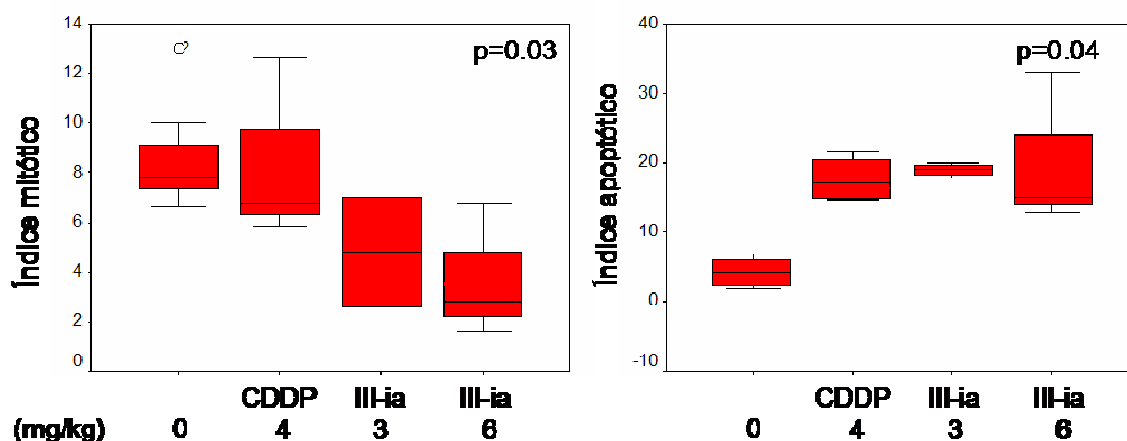 14
12
10
8
6
4
2
0
Índice mitótico
♂
p=0.03
CDDP III-ia III-ia
(mg/kg) 0 4 3 6
40
30
20
10
0
-10
Índice apoptótico
p=0.04
CDDP III-ia III-ia
0 4 3 6